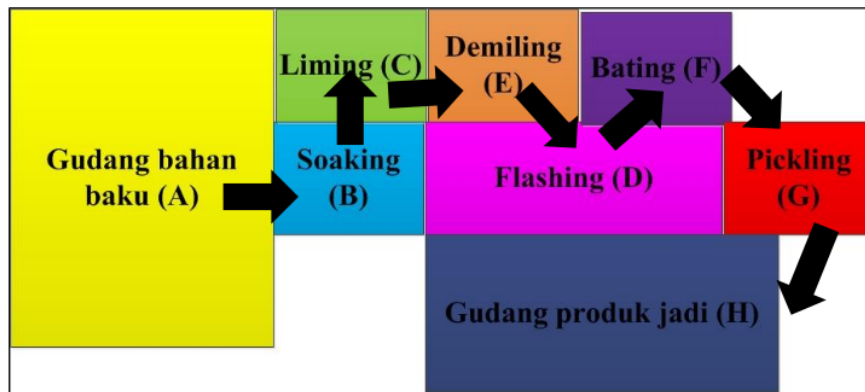 Gudang bahan
baku (A)
Soaking
(B)
Liming (C)
Demiling
(E)
Flashing (D)
Bating (F)
Pickling
(G)
Gudang produk jadi (H)